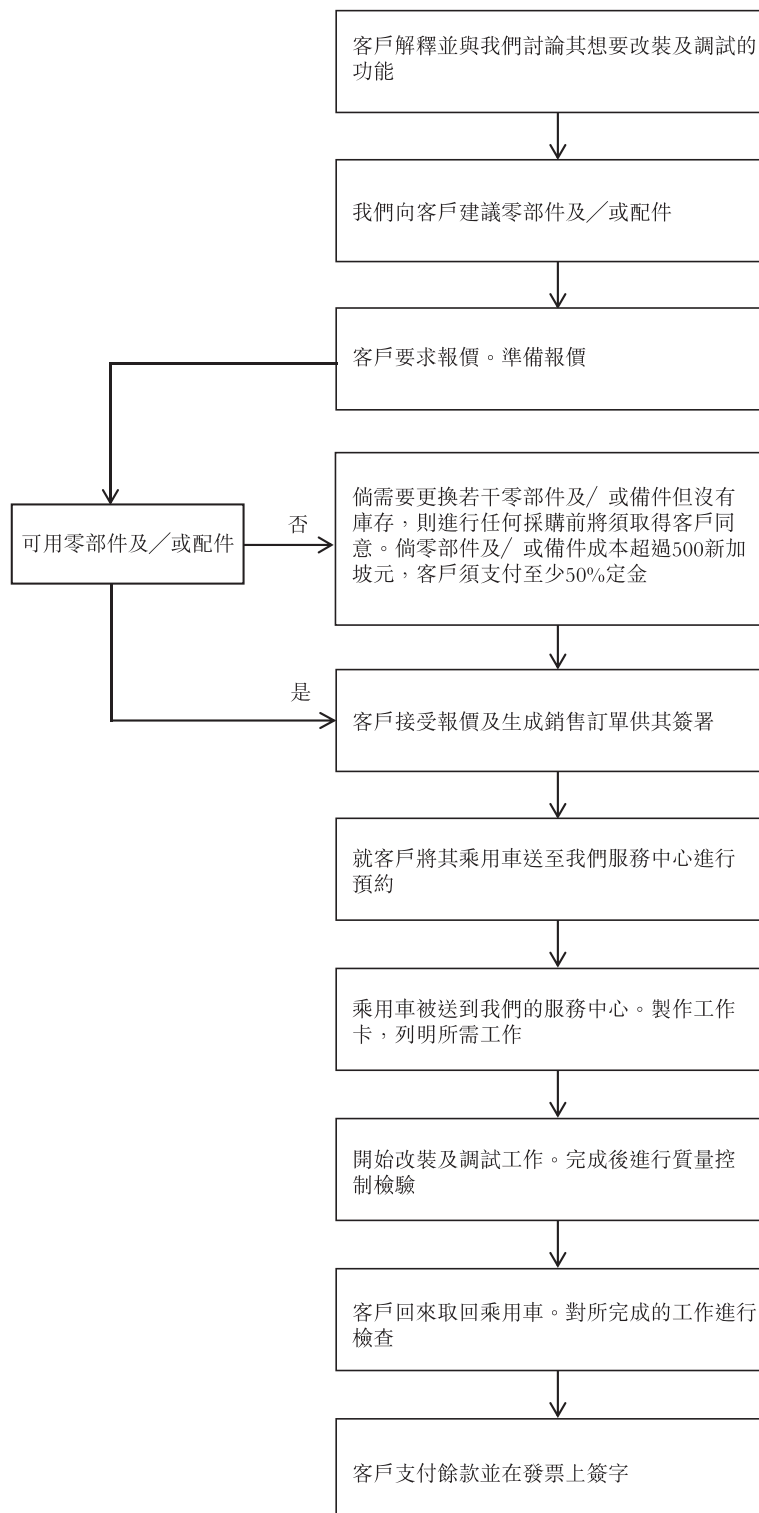 客戶解釋並與我們討論其想要改裝及調試的
功能
我們向客戶建議零部件及／或配件
客戶要求報價。準備報價
可用零部件及／或配件
否
倘需要更換若干零部件及/ 或備件但沒有
庫存，則進行任何採購前將須取得客戶同
意。倘零部件及/ 或備件成本超過500新加
坡元，客戶須支付至少50%定金
是
客戶接受報價及生成銷售訂單供其簽署
就客戶將其乘用車送至我們服務中心進行
預約
乘用車被送到我們的服務中心。製作工作
卡，列明所需工作
開始改裝及調試工作。完成後進行質量控
制檢驗
客戶回來取回乘用車。對所完成的工作進行
檢查
客戶支付餘款並在發票上簽字